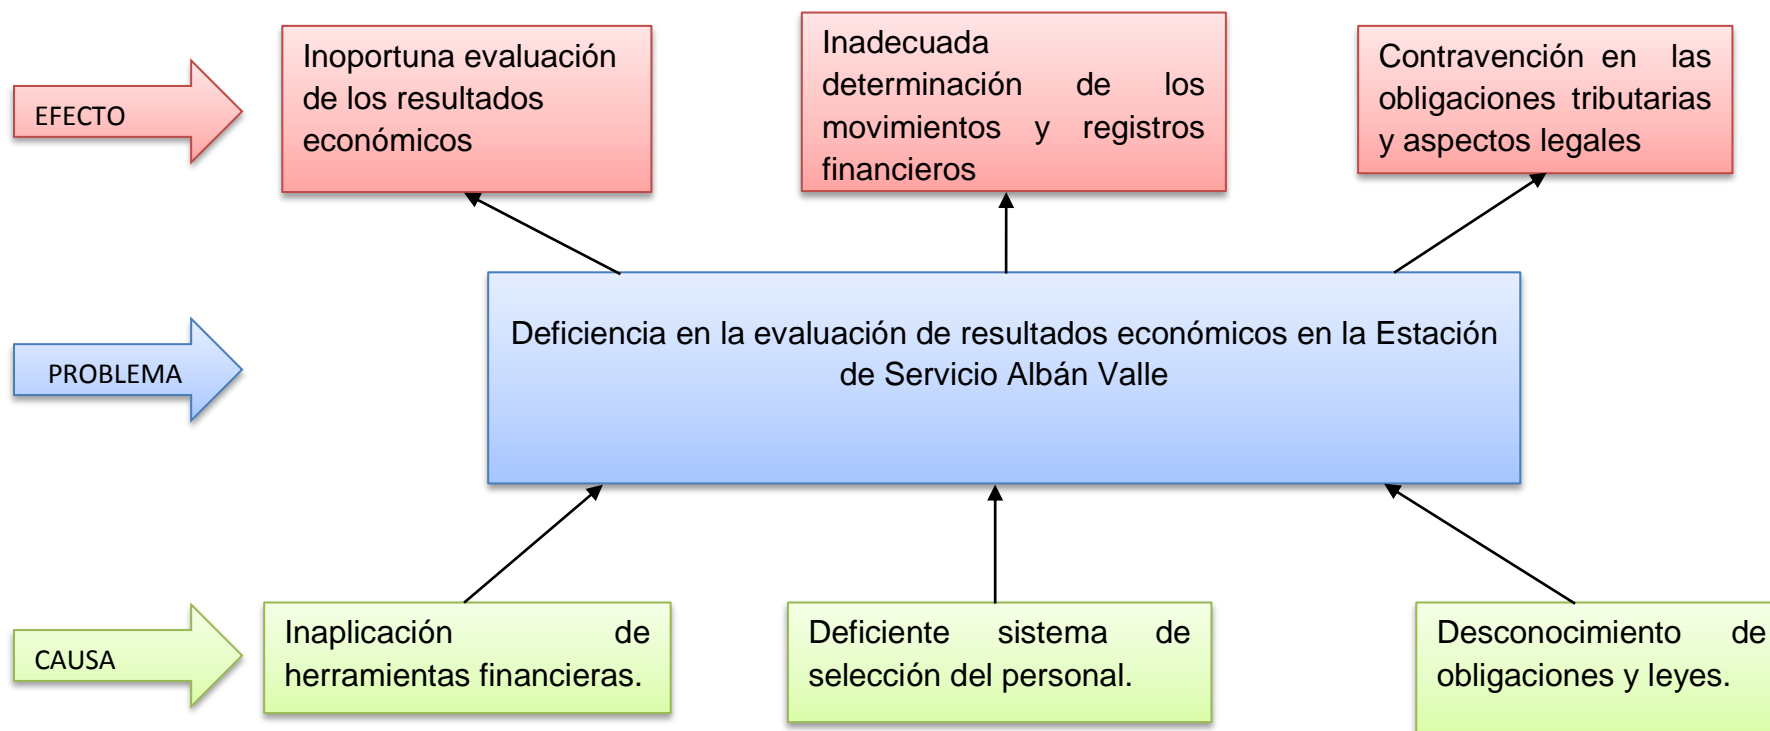 EFECTO
Inoportuna evaluación
de los resultados
económicos
Inadecuada
determinación de los
movimientos y registros
financieros
Contravención en las
obligaciones tributarias
y aspectos legales
PROBLEMA
Deficiencia en la evaluación de resultados económicos en la Estación
de Servicio Albán Valle
CAUSA
Inaplicación de
herramientas financieras.
Deficiente sistema de
selección del personal.
Desconocimiento de
obligaciones y leyes.